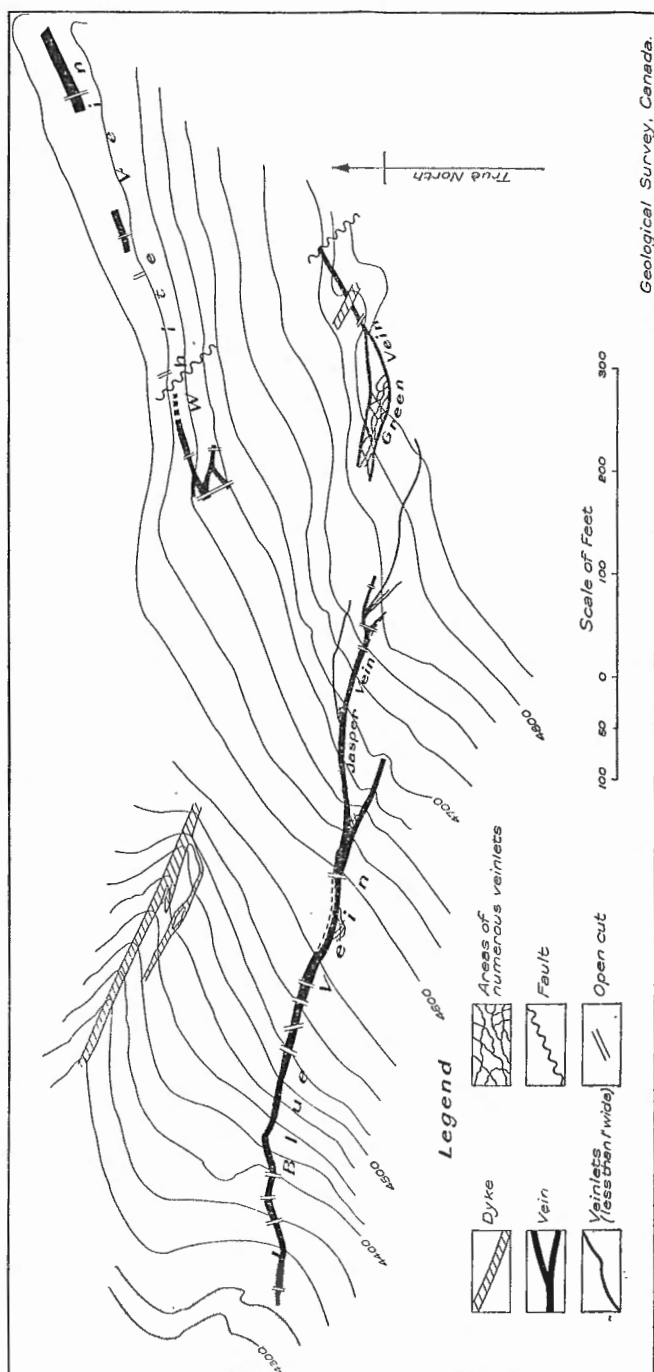 White Vein
True North
Green Vein
Jasper Vein
Blue Vein
4300
4400
4500
4600
4700
4800
Legend
Dyke
Vein
Veinlets
(less than 1' wide)
Areas of
numerous veinlets
Fault
Open cut
Scale of Feet
100 50 0 100 200 300
Geological Survey, Canada.